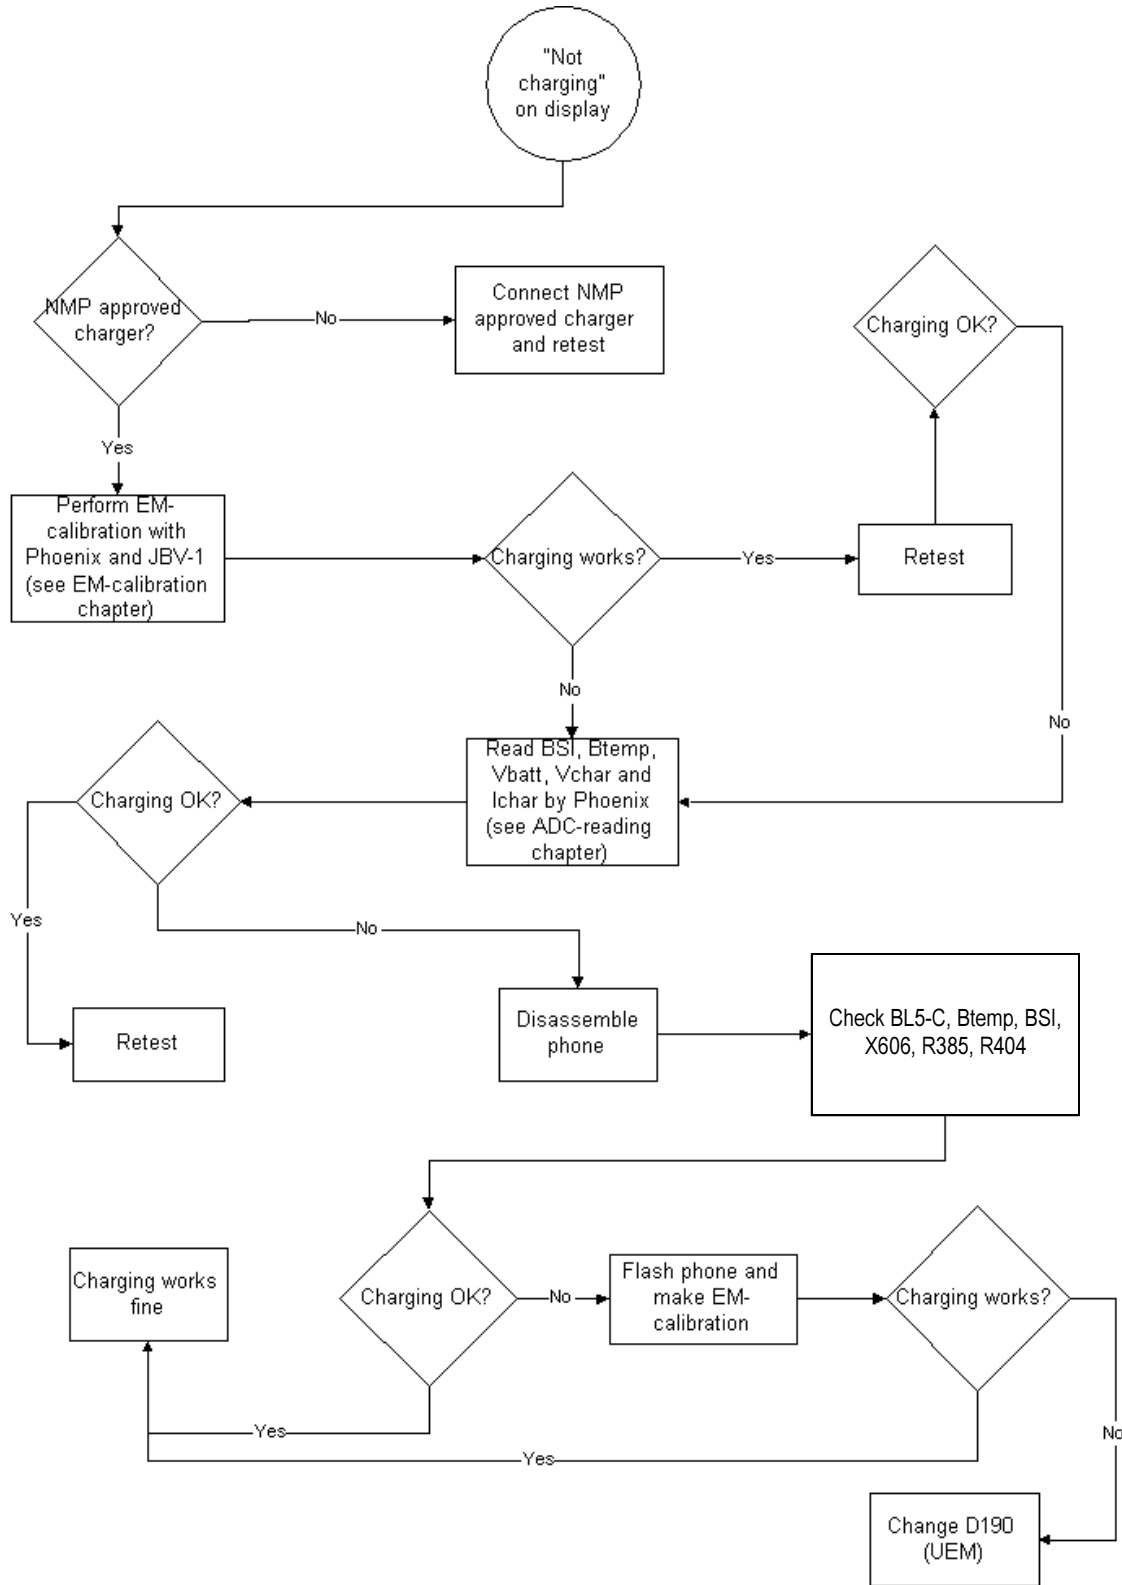 "Not
charging"
on display
NMP approved
charger?
No
Connect NMP
approved charger
and retest
Charging OK?
Yes
Perform EM-
calibration with
Phoenix and JBV-1
(see EM-calibration
chapter)
Charging works?
Yes
Retest
No
No
Read BSI, Btemp,
Vbatt, Vchar and
Ichar by Phoenix
(see ADC-reading
chapter)
Charging OK?
Yes
No
Retest
Disassemble
phone
Check BL5-C, Btemp, BSI,
X606, R385, R404
Charging works
fine
Charging OK?
No
Flash phone and
make EM-
calibration
Charging works?
Yes
No
Yes
Change D190
(UEM)